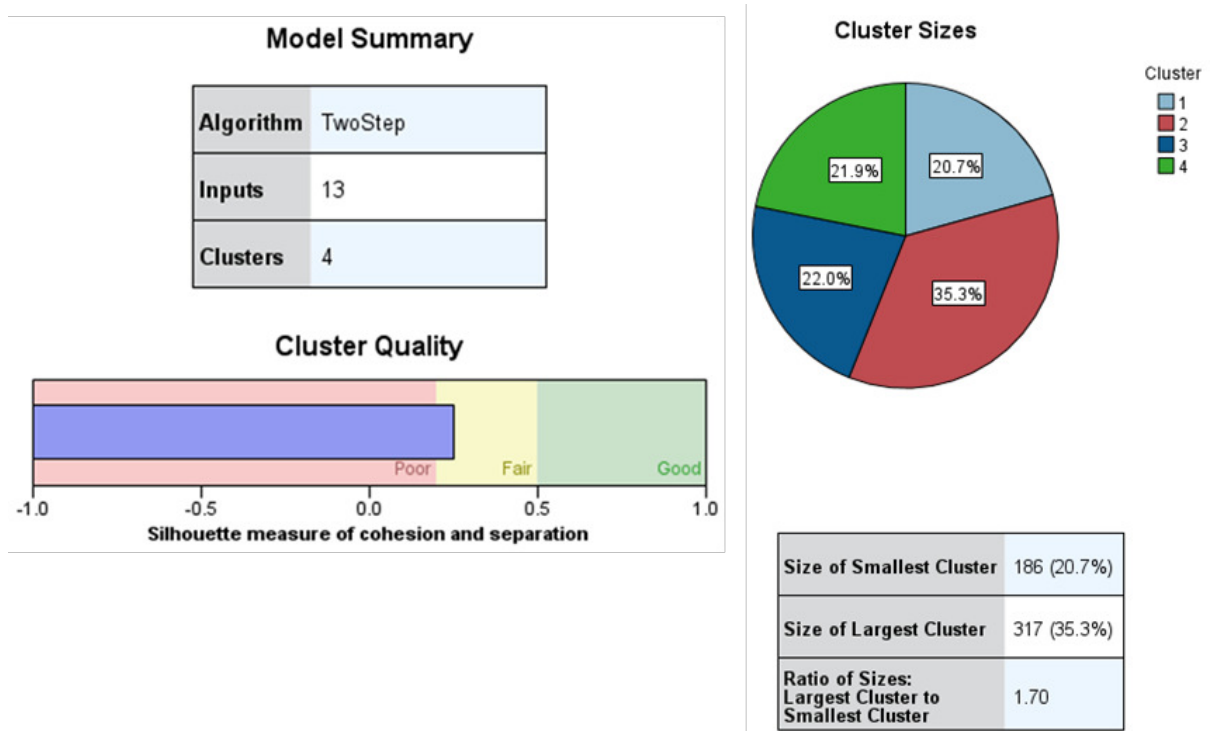 Model Summary
Algorithm TwoStep
Inputs 13
Clusters 4
Cluster Quality
Poor Fair Good
-1.0 -0.5 0.0 0.5 1.0
Silhouette measure of cohesion and separation
Cluster Sizes
Cluster
1
2
3
4
21.9% 20.7%
22.0% 35.3%
Size of Smallest Cluster 186 (20.7%)
Size of Largest Cluster 317 (35.3%)
Ratio of Sizes:
Largest Cluster to
Smallest Cluster 1.70